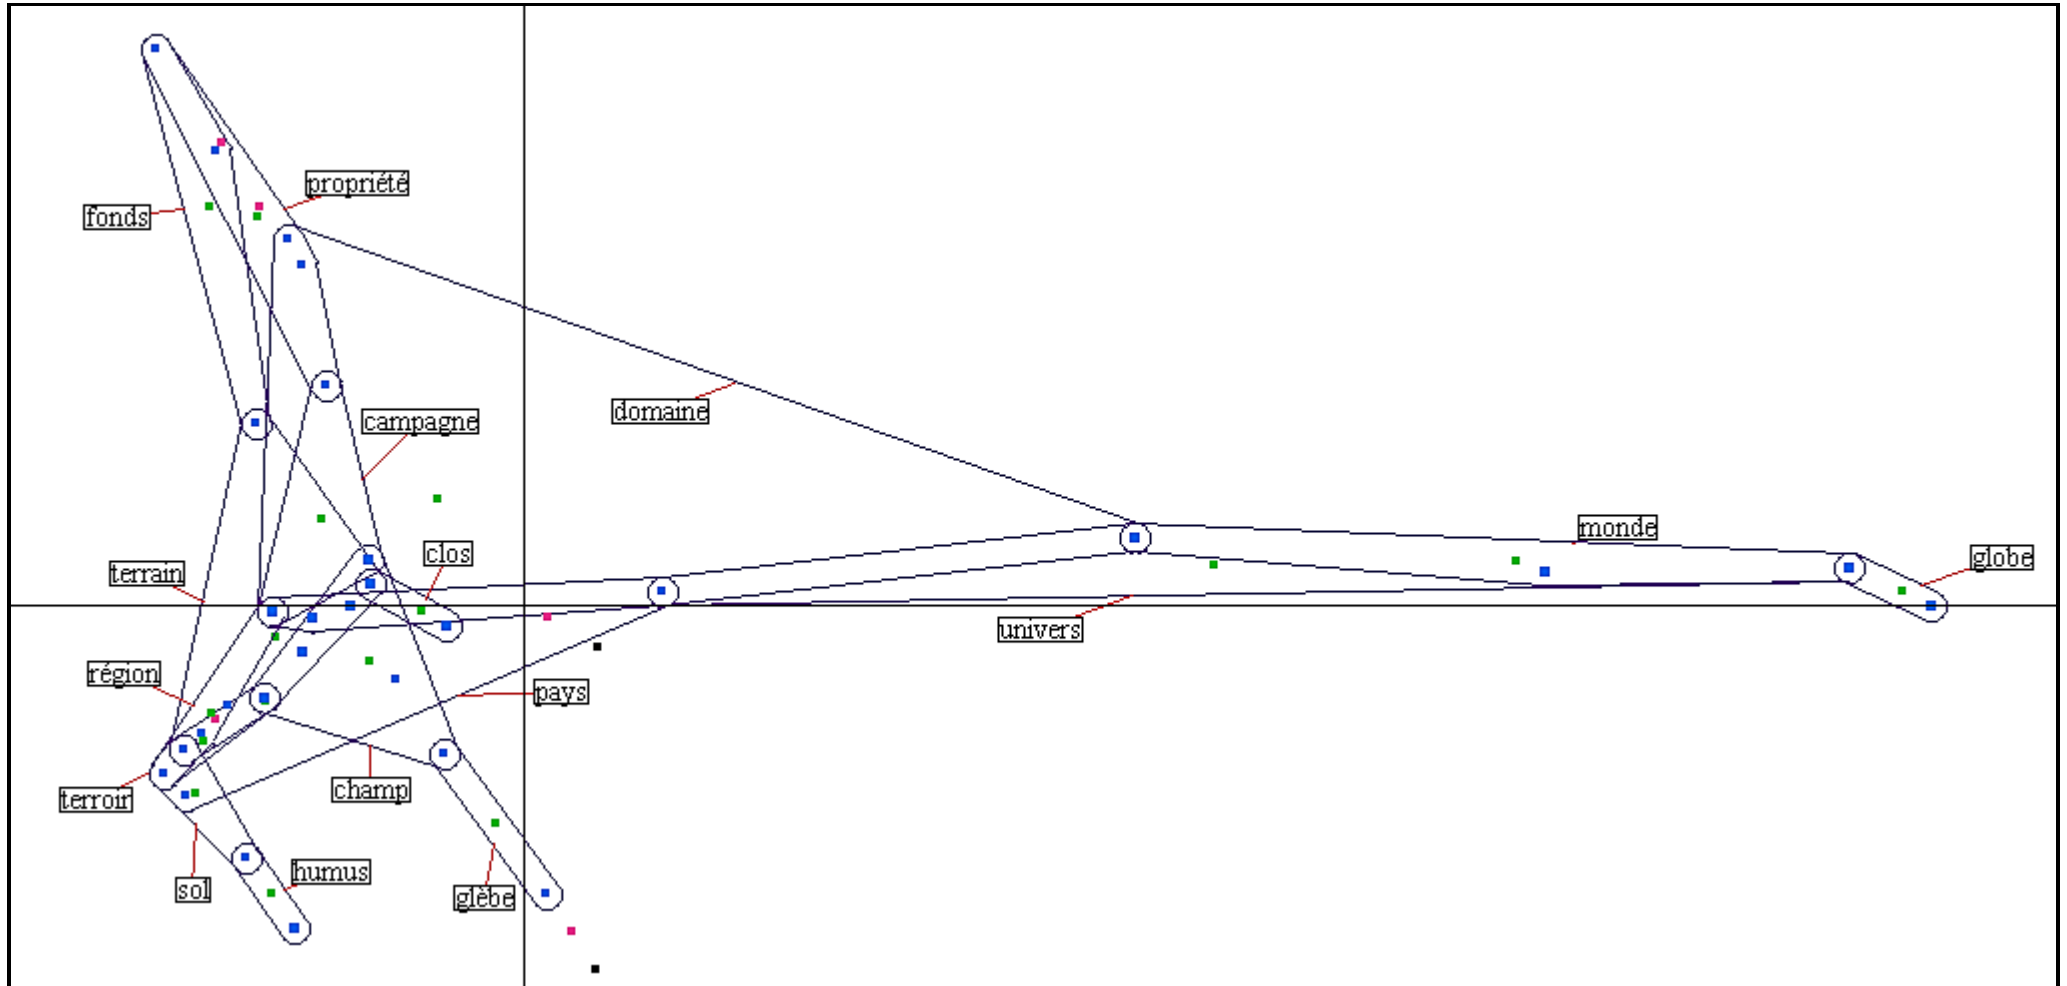 propriété
fonds
domaine
campagne
monde
clos
globe
terrain
univers
région
pays
champ
terroir
humus
sol
glèbe